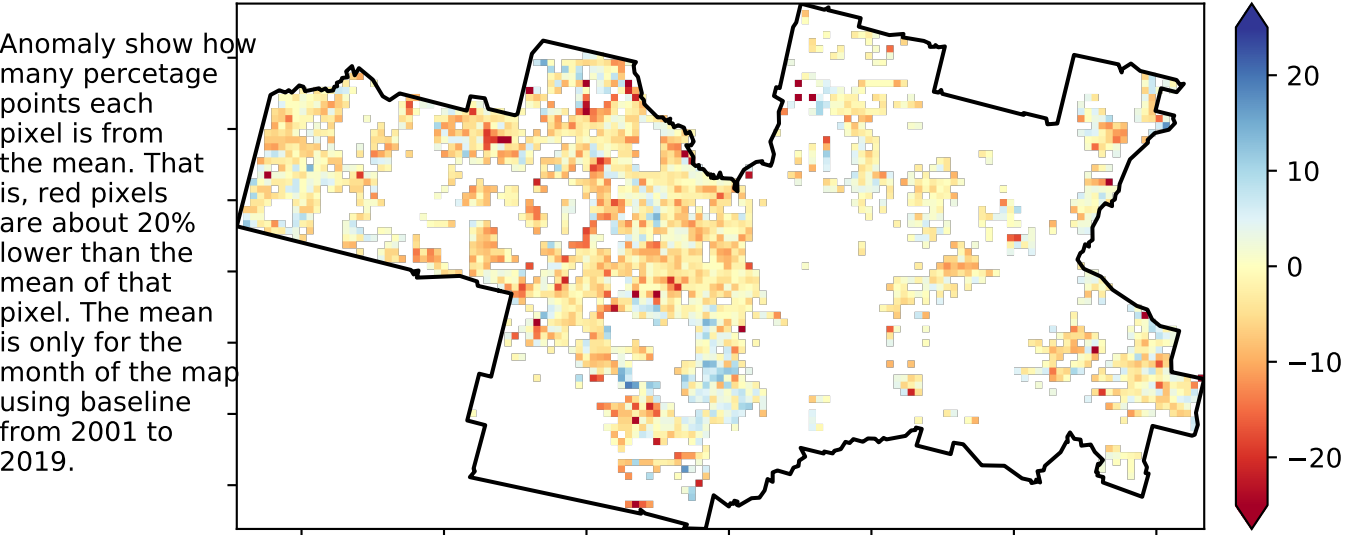 Anomaly show how
many percetage
points each
pixel is from
the mean. That
is, red pixels
are about 20%
lower than the
mean of that
pixel. The mean
is only for the
month of the map
using baseline
from 2001 to
2019.
20
10
0
−10
−20